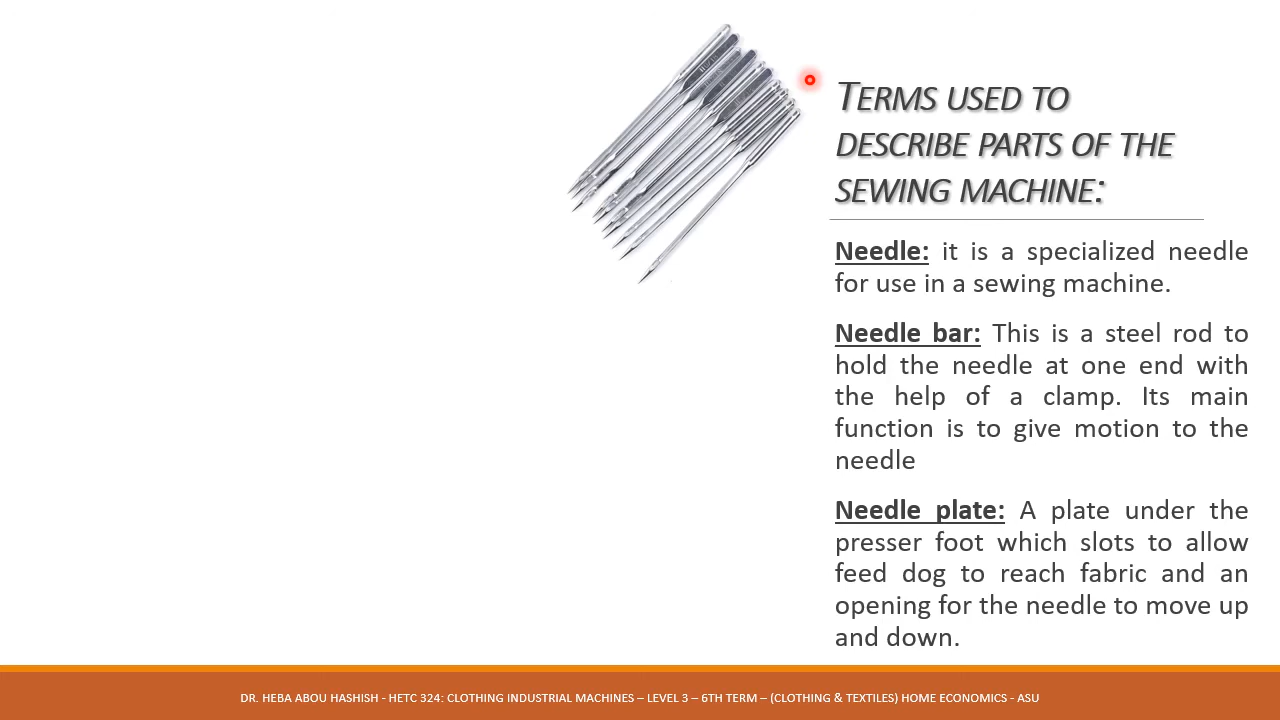 TERMS USED TO
DESCRIBE PARTS OF THE
SEWING MACHINE:
Needle: it is a specialized needle
for use in a sewing machine.
Needle bar: This is a steel rod to
hold the needle at one end with
the help of a clamp. Its main
function is to give motion to the
needle
Needle plate: A plate under the
presser foot which slots to allow
feed dog to reach fabric and an
opening for the needle to move up
and down.
DR. HEBA ABOU HASHISH - HETC 324: CLOTHING INDUSTRIAL MACHINES – LEVEL 3 – 6TH TERM – (CLOTHING & TEXTILES) HOME ECONOMICS - ASU